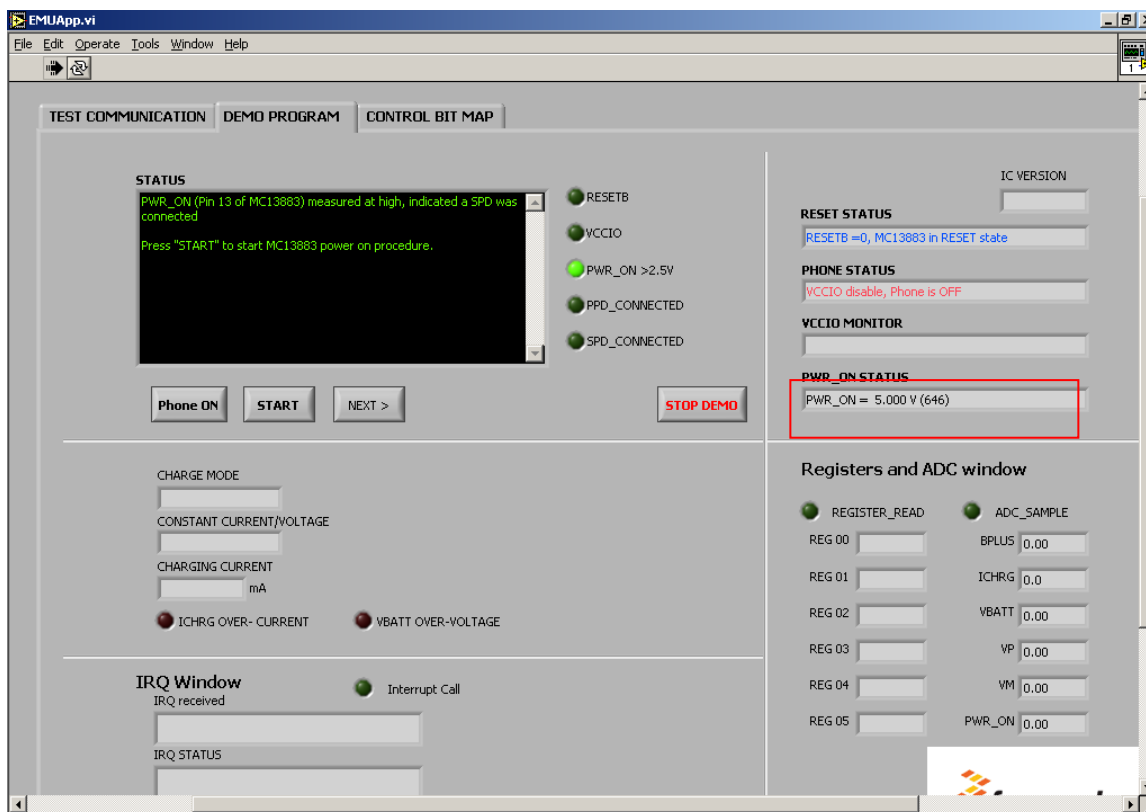 EMUApp.vi
File Edit Operate Tools Window Help
1
TEST COMMUNICATION DEMO PROGRAM CONTROL BIT MAP
STATUS
PWR_ON (Pin 13 of MC13883) measured at high, indicated a SPD was
connected
Press "START" to start MC13883 power on procedure.
RESETB
VCCIO
PWR_ON >2.5V
PPD_CONNECTED
SPD_CONNECTED
Phone ON START NEXT > STOP DEMO
IC VERSION
RESET STATUS
RESETB =0, MC13883 in RESET state
PHONE STATUS
VCCIO disable, Phone is OFF
VCCIO MONITOR
PWR_ON STATUS
PWR_ON = 5.000 V (646)
CHARGE MODE
CONSTANT CURRENT/VOLTAGE
CHARGING CURRENT
mA
ICHRG OVER- CURRENT VBATT OVER-VOLTAGE
Registers and ADC window
REGISTER_READ ADC_SAMPLE
REG 00 BPLUS 0.00
REG 01 ICHRG 0.0
REG 02 VBATT 0.00
REG 03 VP 0.00
REG 04 VM 0.00
REG 05 PWR_ON 0.00
IRQ Window Interrupt Call
IRQ received
IRQ STATUS